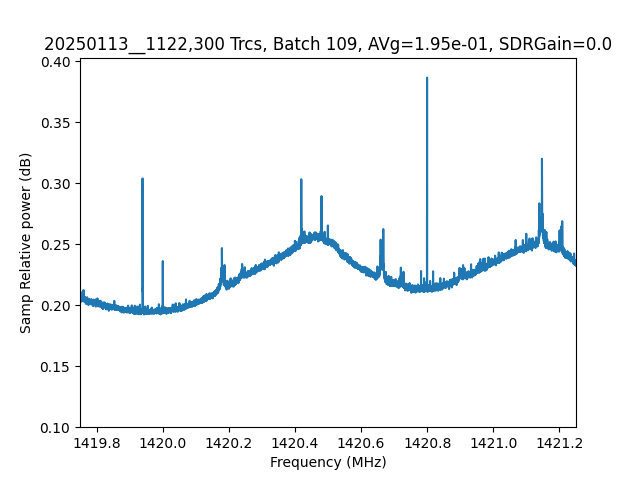 20250113__1122,300 Trcs, Batch 109, AVg=1.95e-01, SDRGain=0.0
0.40
0.35
0.30
0.25
0.20
0.15
0.10
Samp Relative power (dB)
1419.8 1420.0 1420.2 1420.4 1420.6 1420.8 1421.0 1421.2
Frequency (MHz)